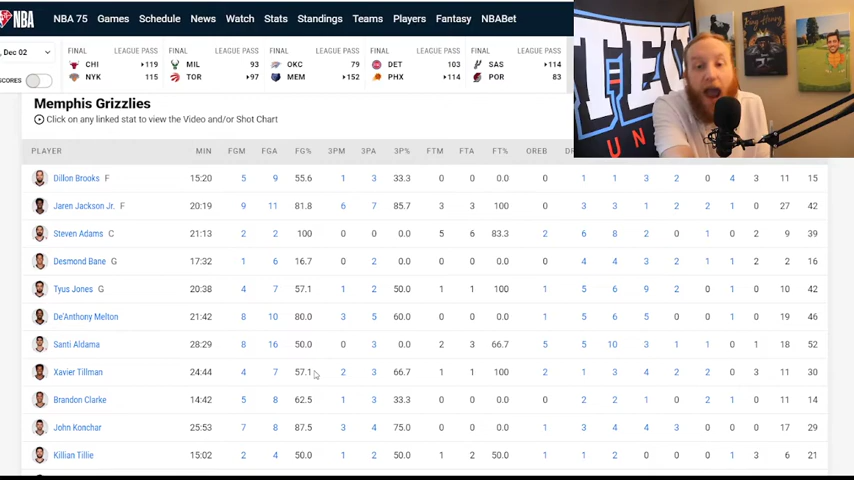 NBA NBA 75 Games Schedule News Watch Stats Standings Teams Players Fantasy NBABet
, Dec 02
SCORES
FINAL LEAGUE PASS FINAL LEAGUE PASS FINAL LEAGUE PASS FINAL LEAGUE PASS FINAL LEAGUE PASS
CHI 119 MIL 93 OKC 79 DET 103 SAS 114
NYK 115 TOR 97 MEM 152 PHX 114 POR 83
Memphis Grizzlies
Click on any linked stat to view the Video and/or Shot Chart
PLAYER MIN FGM FGA FG% 3PM 3PA 3P% FTM FTA FT% OREB
Dillon Brooks F 15:20 5 9 55.6 1 3 33.3 0 0 0.0 0 1 1 3 2 0 4 3 11 15
Jaren Jackson Jr. F 20:19 9 11 81.8 6 7 85.7 3 3 100 0 3 3 1 2 2 1 0 27 42
Steven Adams C 21:13 2 2 100 0 0 0.0 5 6 83.3 2 6 8 2 0 1 0 2 9 39
Desmond Bane G 17:32 1 6 16.7 0 2 0.0 0 0 0.0 0 4 4 3 2 1 1 2 2 16
Tyus Jones G 20:38 4 7 57.1 1 2 50.0 1 1 100 1 5 6 9 2 0 1 0 10 42
De'Anthony Melton 21:42 8 10 80.0 3 5 60.0 0 0 0.0 1 5 6 5 0 0 1 0 19 46
Santi Aldama 28:29 8 16 50.0 0 3 0.0 2 3 66.7 5 5 10 3 1 1 0 1 18 52
Xavier Tillman 24:44 4 7 57.1 2 3 66.7 1 1 100 2 1 3 4 2 2 0 3 11 30
Brandon Clarke 14:42 5 8 62.5 1 3 33.3 0 0 0.0 0 2 2 1 0 2 1 0 11 14
John Konchar 25:53 7 8 87.5 3 4 75.0 0 0 0.0 1 3 4 4 3 0 0 0 17 29
Killian Tillie 15:02 2 4 50.0 1 2 50.0 1 2 50.0 1 1 2 0 0 0 1 3 6 21